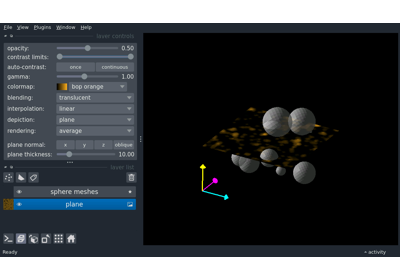 File View Plugins Window Help
layer controls
opacity: 0.50
contrast limits:
auto-contrast: once continuous
gamma: 1.00
colormap: bop orange
blending: translucent
interpolation: linear
depiction: plane
rendering: average
plane normal: x y z oblique
plane thickness: 10.00
layer list
sphere meshes
plane
Ready
activity